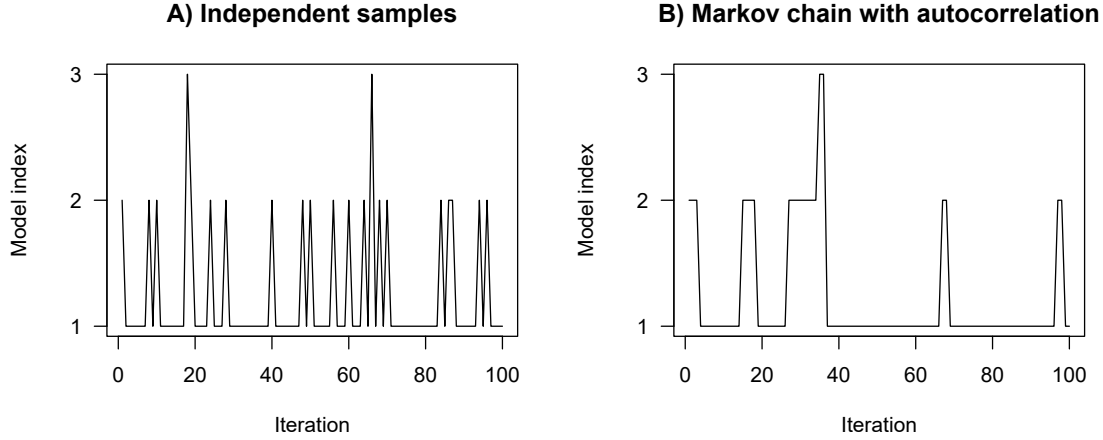 A) Independent samples
Model index
3
2
1
0 20 40 60 80 100
Iteration
B) Markov chain with autocorrelation
Model index
3
2
1
0 20 40 60 80 100
Iteration